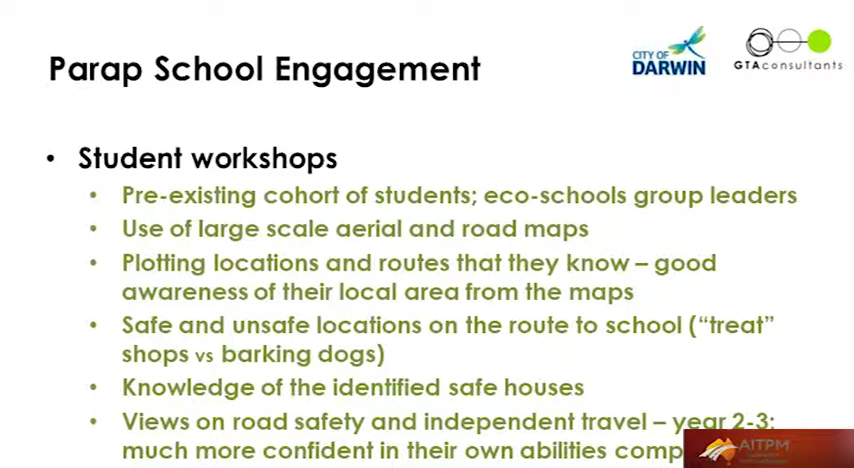 CITY OF
DARWIN
GTAconsultants
Parap School Engagement
• Student workshops
• Pre-existing cohort of students; eco-schools group leaders
• Use of large scale aerial and road maps
• Plotting locations and routes that they know – good
awareness of their local area from the maps
• Safe and unsafe locations on the route to school (“treat”
shops vs barking dogs)
• Knowledge of the identified safe houses
• Views on road safety and independent travel – year 2-3:
much more confident in their own abilities
AITPM